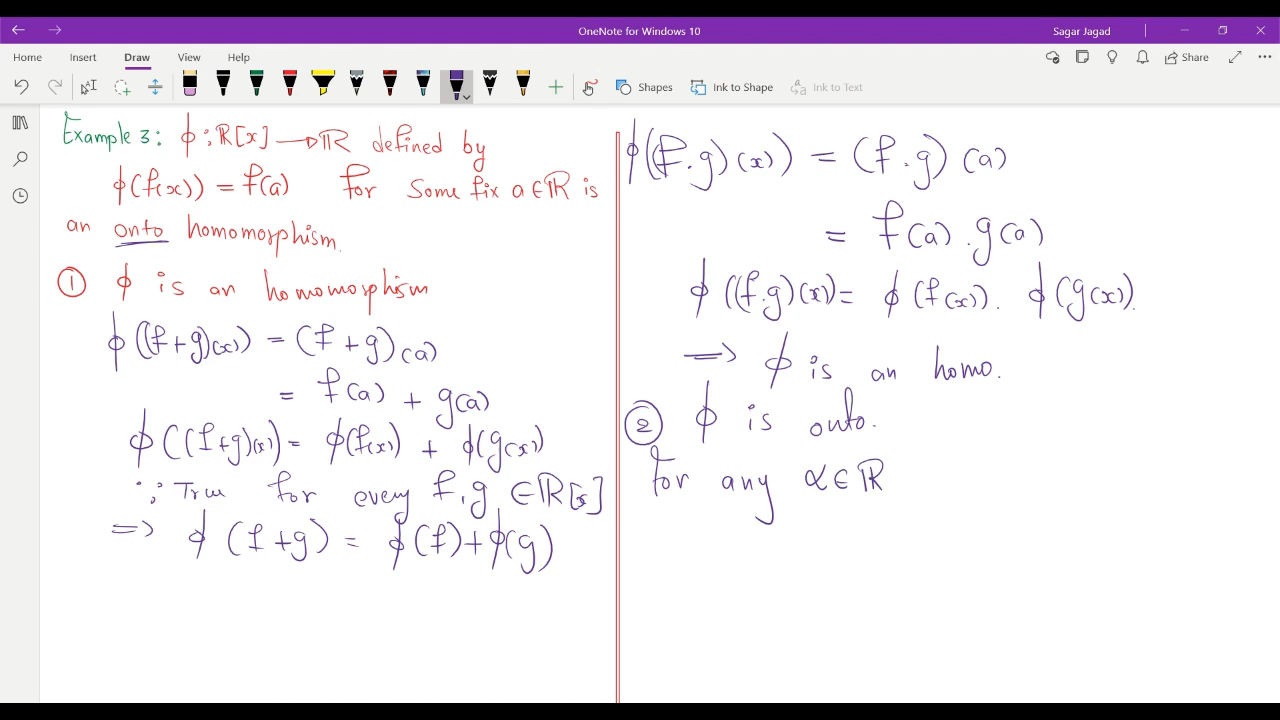 OneNote for Windows 10
Sagar Jagad
Home Insert Draw View Help
Share
Shapes Ink to Shape Ink to Text
Example 3: ϕ : ℝ[x] → ℝ defined by
ϕ(f(x)) = f(a) for some fix a ∈ ℝ is
an onto homomorphism.
① ϕ is an homomorphism
ϕ((f+g)(x)) = (f+g)(a)
= f(a) + g(a)
ϕ((f+g)(x)) = ϕ(f(x)) + ϕ(g(x))
∵ True for every f, g ∈ ℝ[x]
⟹ ϕ(f+g) = ϕ(f) + ϕ(g)
ϕ((f.g)(x)) = (f.g)(a)
= f(a) . g(a)
ϕ((f.g)(x)) = ϕ(f(x)). ϕ(g(x)).
⟹ ϕ is an homo.
② ϕ is onto.
for any α ∈ ℝ